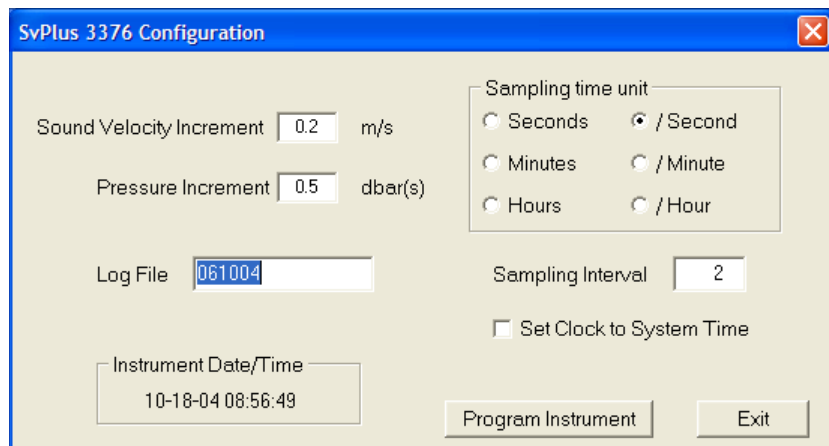 SvPlus 3376 Configuration
Sound Velocity Increment 0.2 m/s
Pressure Increment 0.5 dbar(s)
Log File 061004
Instrument Date/Time
10-18-04 08:56:49
Sampling time unit
Seconds / Second
Minutes / Minute
Hours / Hour
Sampling Interval 2
Set Clock to System Time
Program Instrument Exit